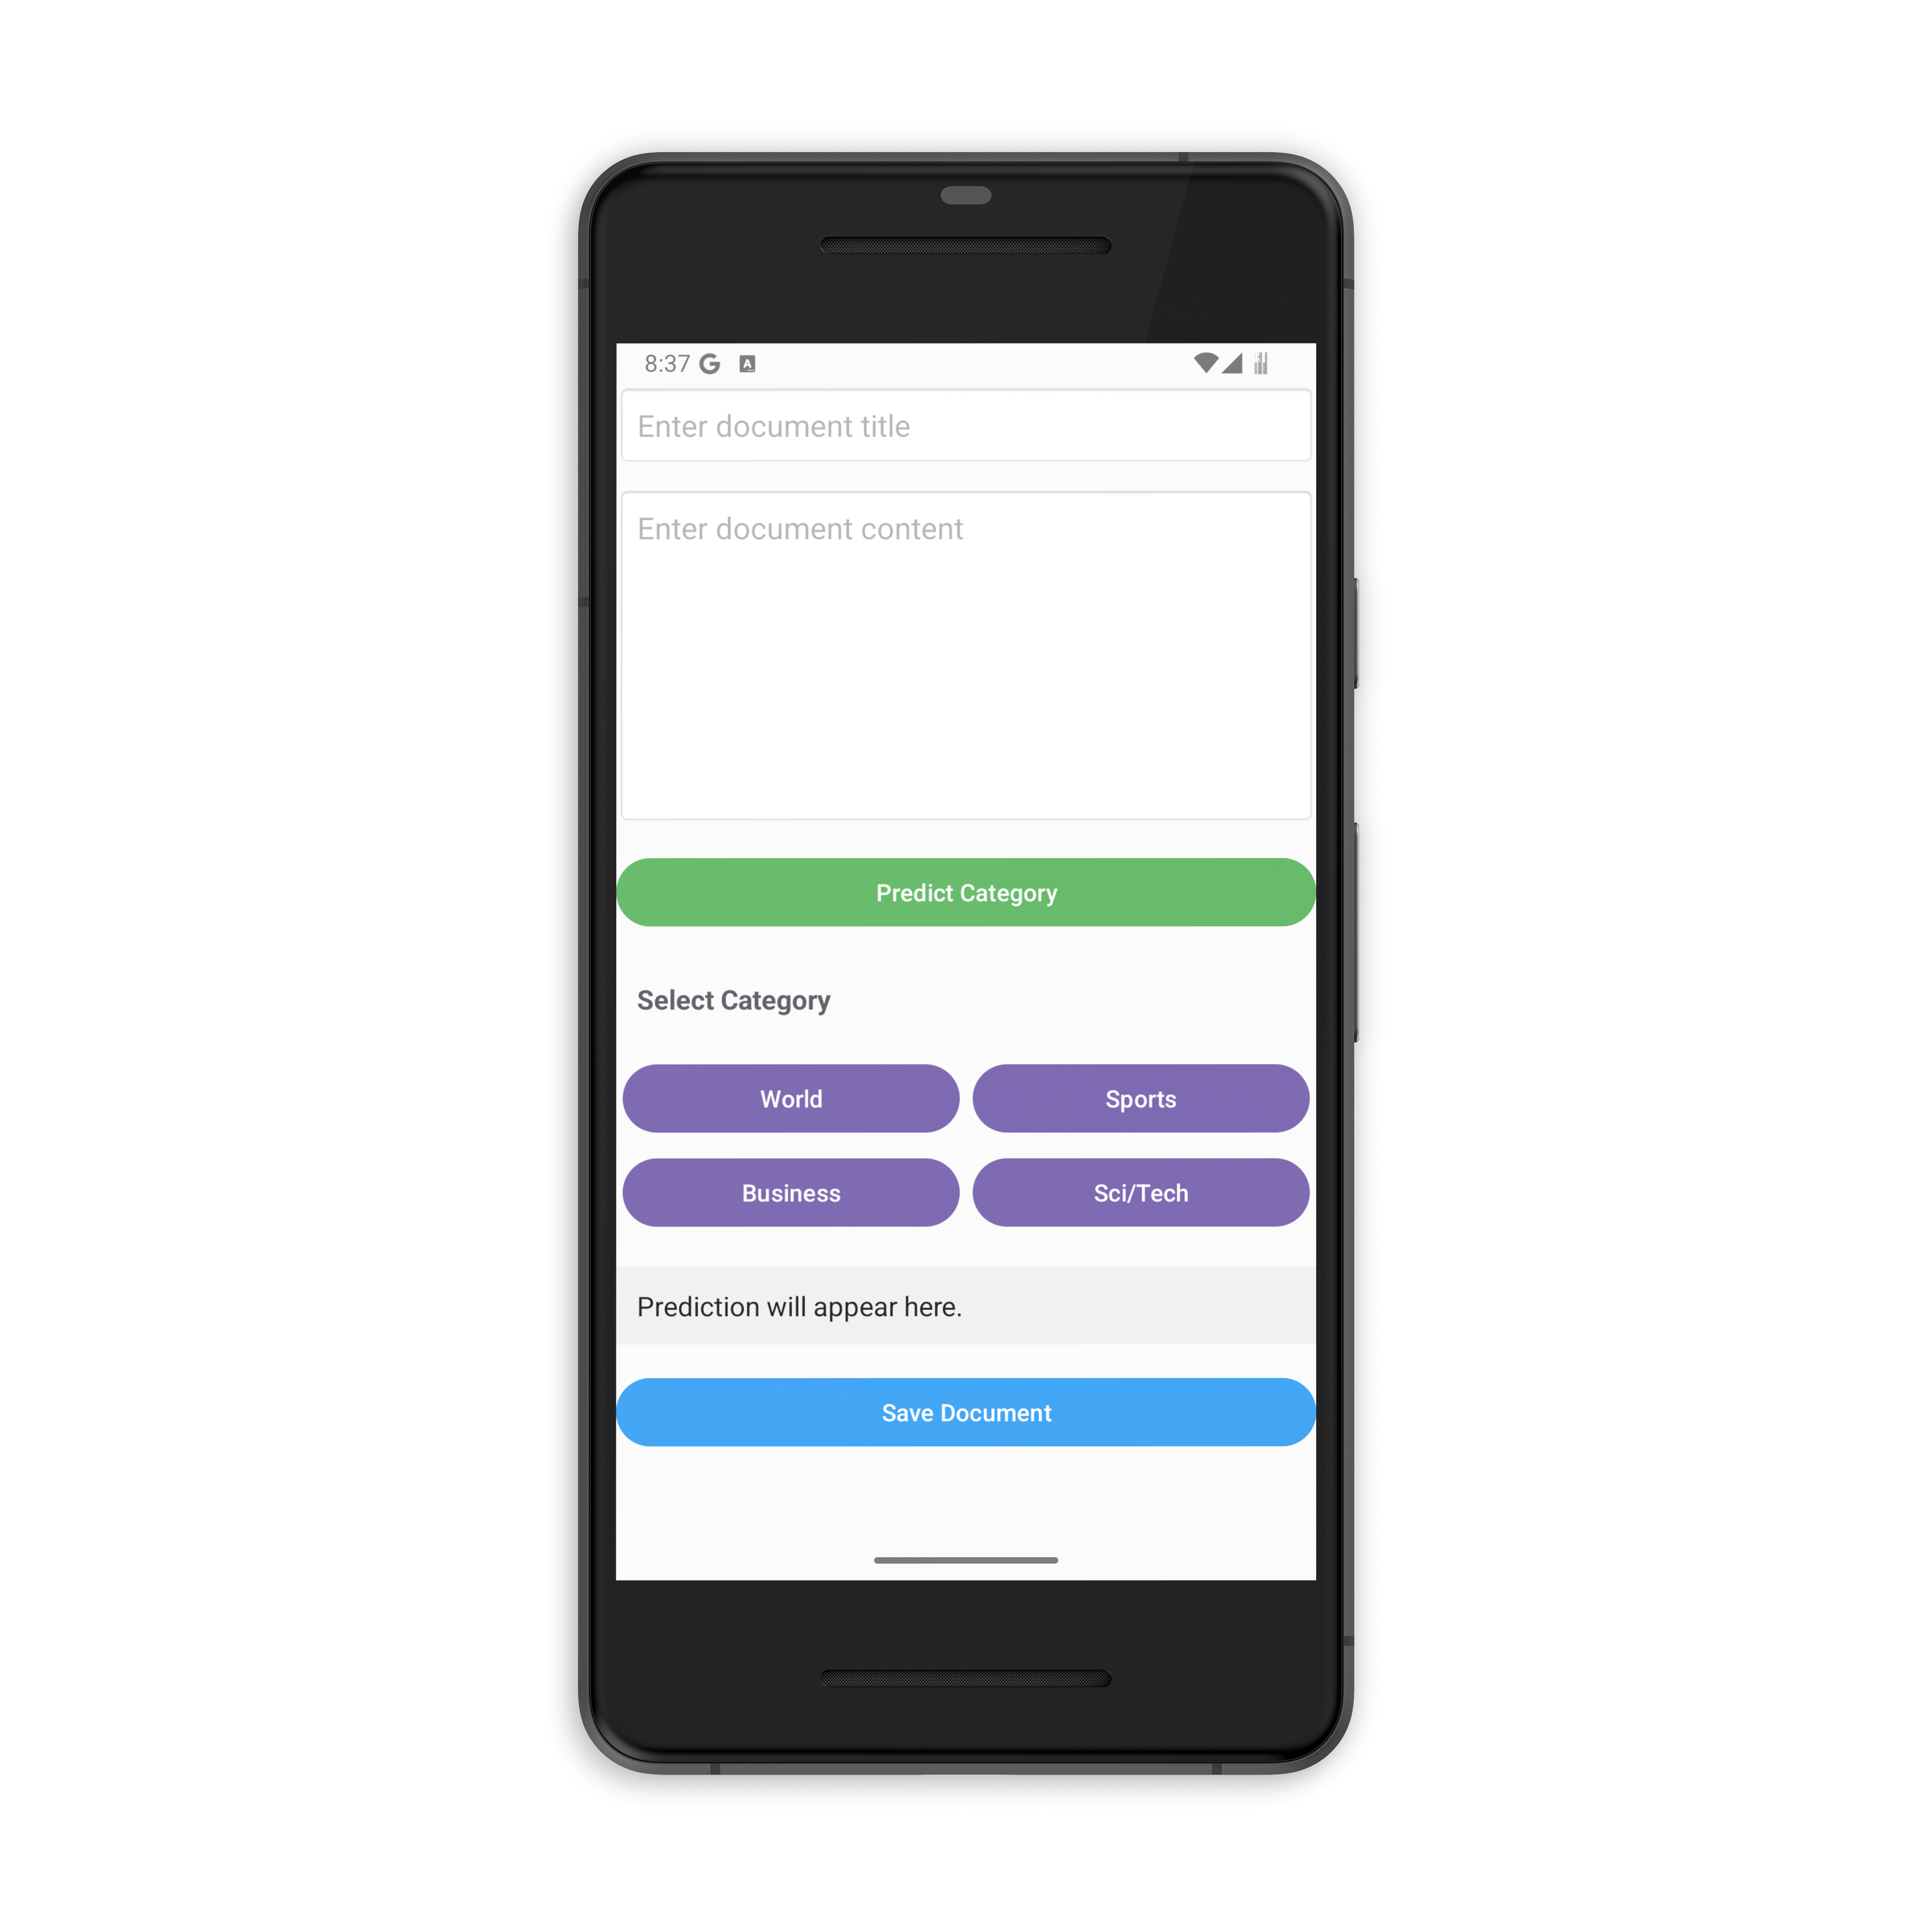 8:37
Enter document title
Enter document content
Predict Category
Select Category
World Sports
Business Sci/Tech
Prediction will appear here.
Save Document